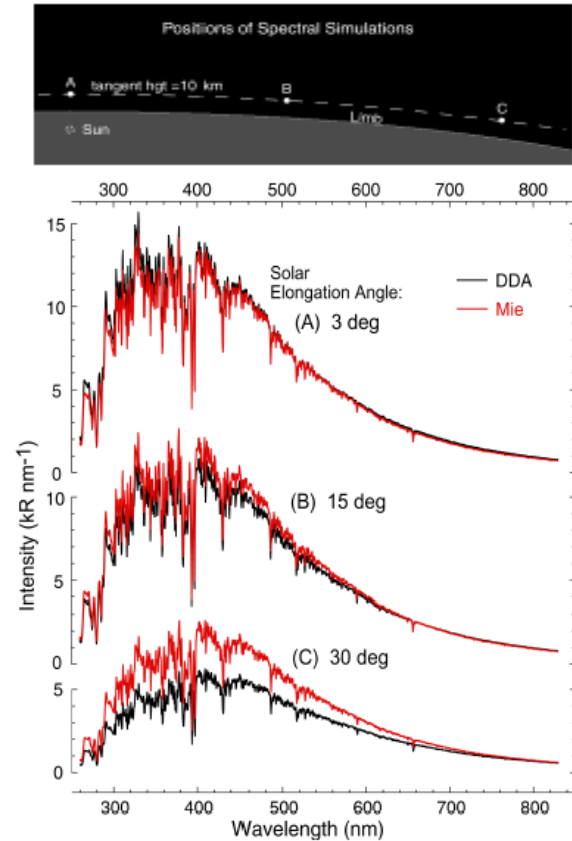 Positiions of Spectral Simulations
A
tangent hgt =10 km
B
C
Limb
Sun
300 400 500 600 700 800
15
10
5
0
Solar
Elongation Angle:
(A) 3 deg
DDA
Mie
10
5
0
(B) 15 deg
Intensity (kR nm-1)
5
0
(C) 30 deg
300 400 500 600 700 800
Wavelength (nm)